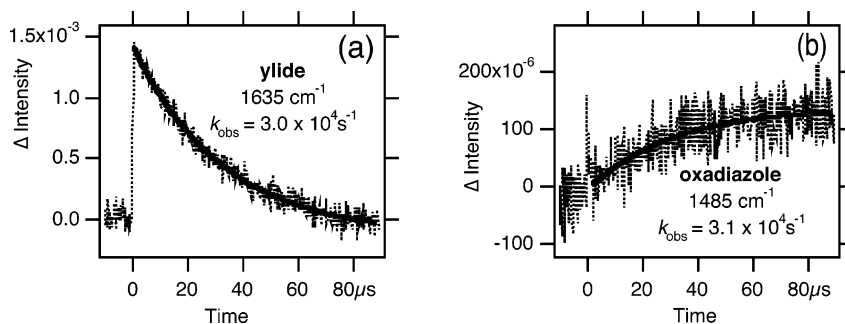 (a)
1.5x10⁻³
1.0
0.5
0.0
Δ Intensity
ylide
1635 cm⁻¹
k_obs = 3.0 x 10⁴s⁻¹
0 20 40 60 80µs
Time
(b)
200x10⁻⁶
100
0
-100
Δ Intensity
oxadiazole
1485 cm⁻¹
k_obs = 3.1 x 10⁴s⁻¹
0 20 40 60 80µs
Time